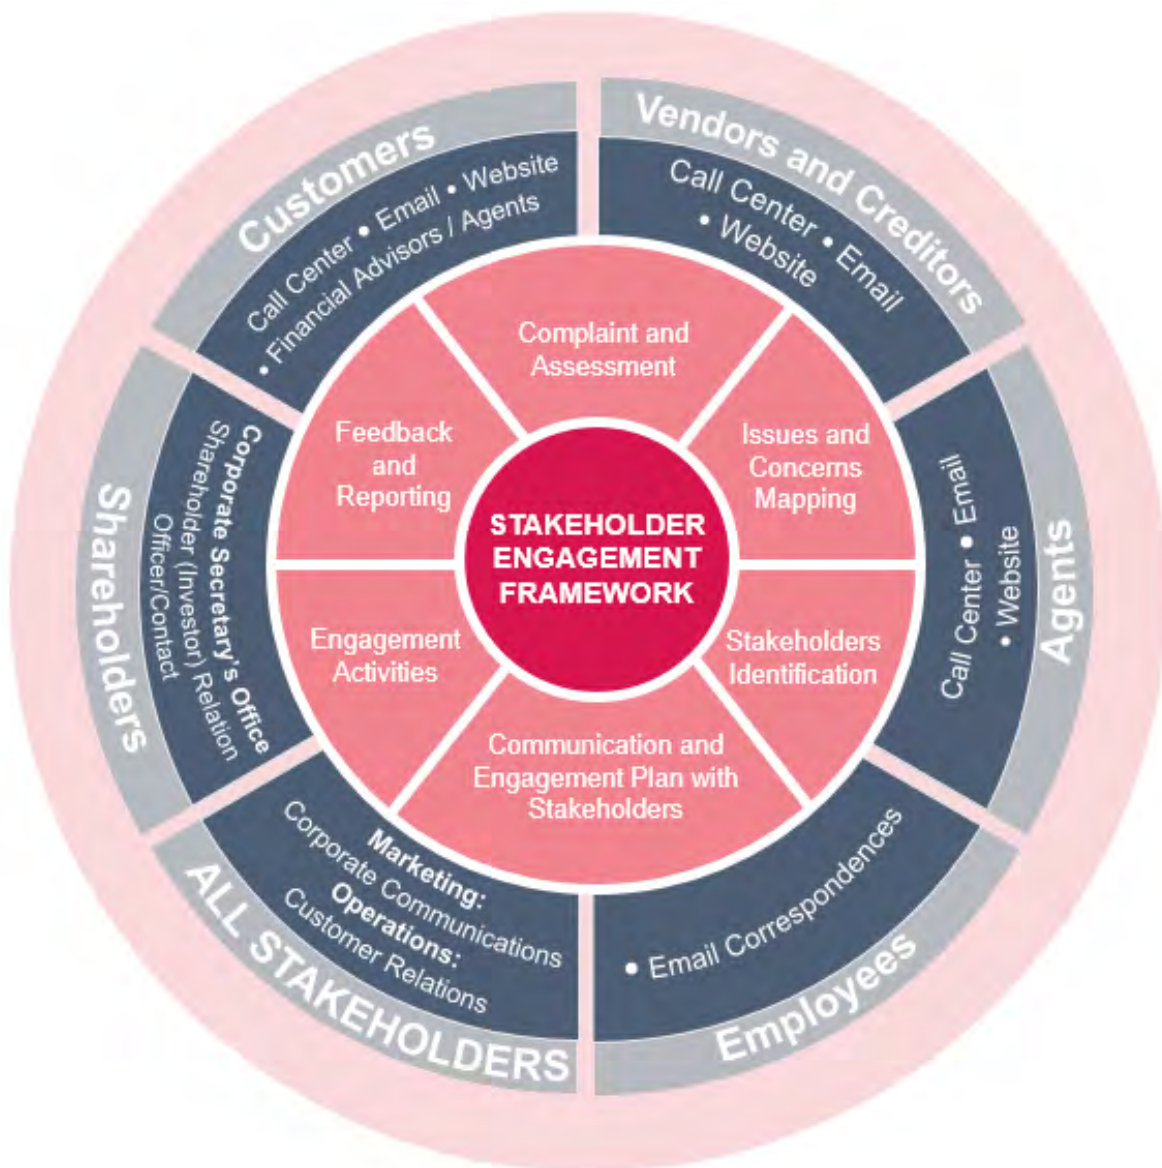 Customers
Call Center • Email • Website
• Financial Advisors / Agents
Vendors and Creditors
Call Center • Email
• Website
Agents
Call Center • Email
• Website
Employees
• Email Correspondences
ALL STAKEHOLDERS
Marketing:
Corporate Communications
Operations:
Customer Relations
Shareholders
Corporate Secretary's Office
Shareholder (Investor) Relation
Officer/Contact
Complaint and
Assessment
Issues and
Concerns
Mapping
Stakeholders
Identification
Communication and
Engagement Plan with
Stakeholders
Engagement
Activities
Feedback
and
Reporting
STAKEHOLDER
ENGAGEMENT
FRAMEWORK